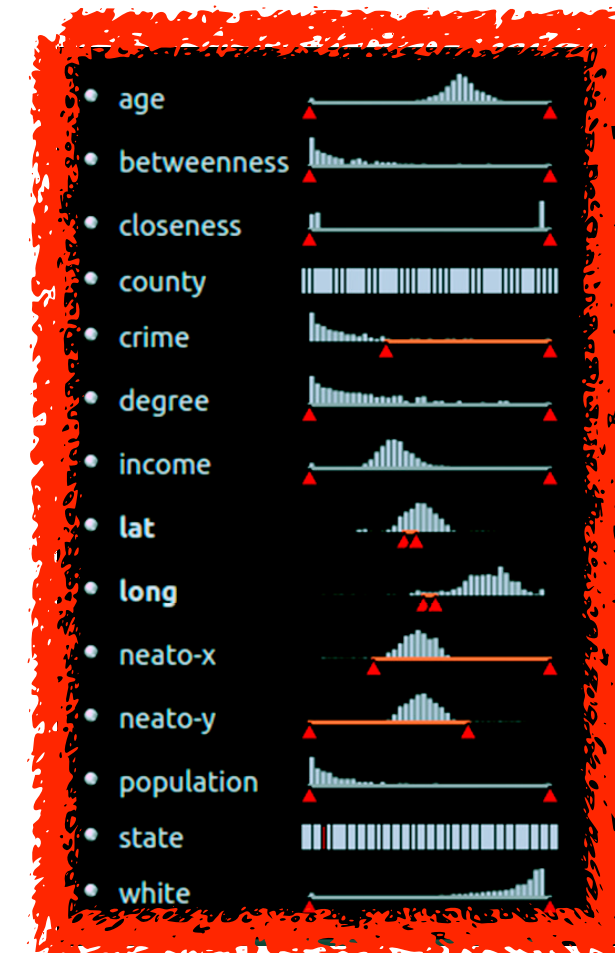 age
betweenness
closeness
county
crime
degree
income
lat
long
neato-x
neato-y
population
state
white